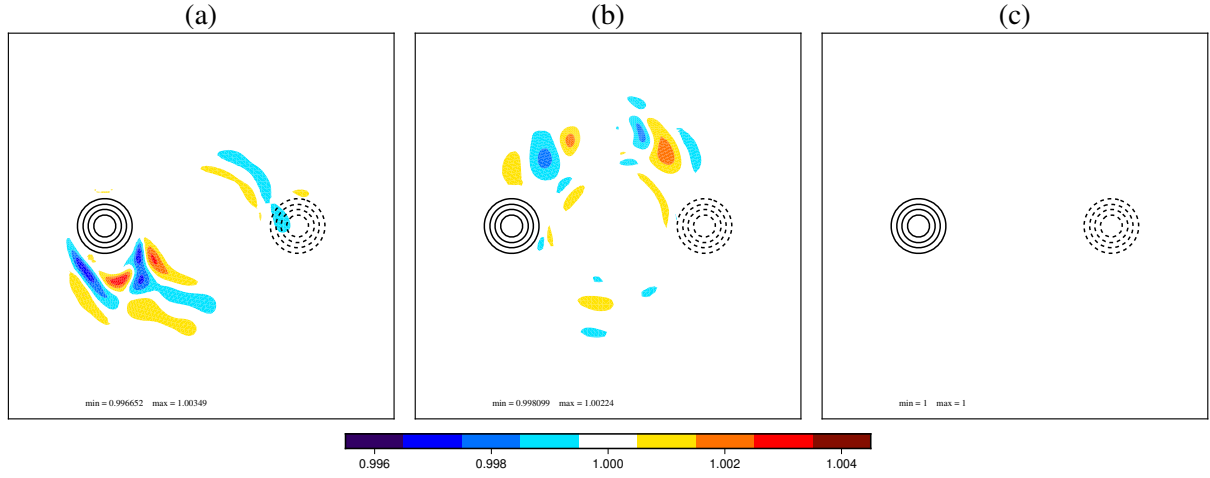 (a) (b) (c)
min = 0.996652 max = 1.00349 min = 0.998099 max = 1.00224 min = 1 max = 1
0.996 0.998 1.000 1.002 1.004